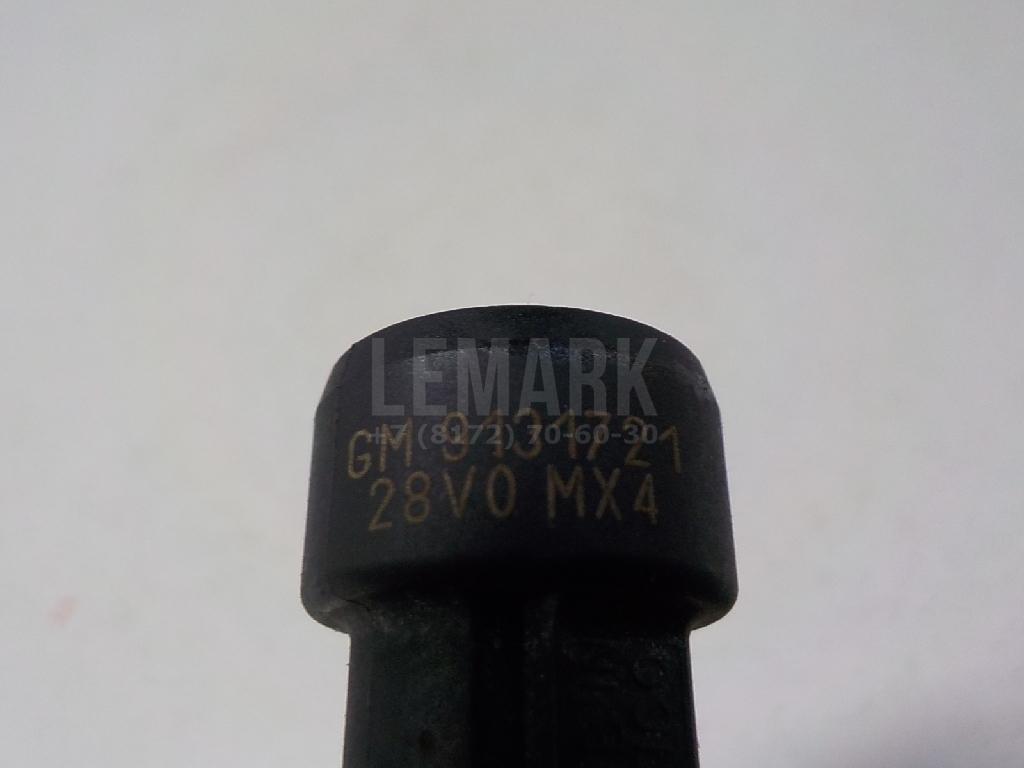 LEMARK
+7 (8172) 70-60-30
GM 9131721
28V0 MX4